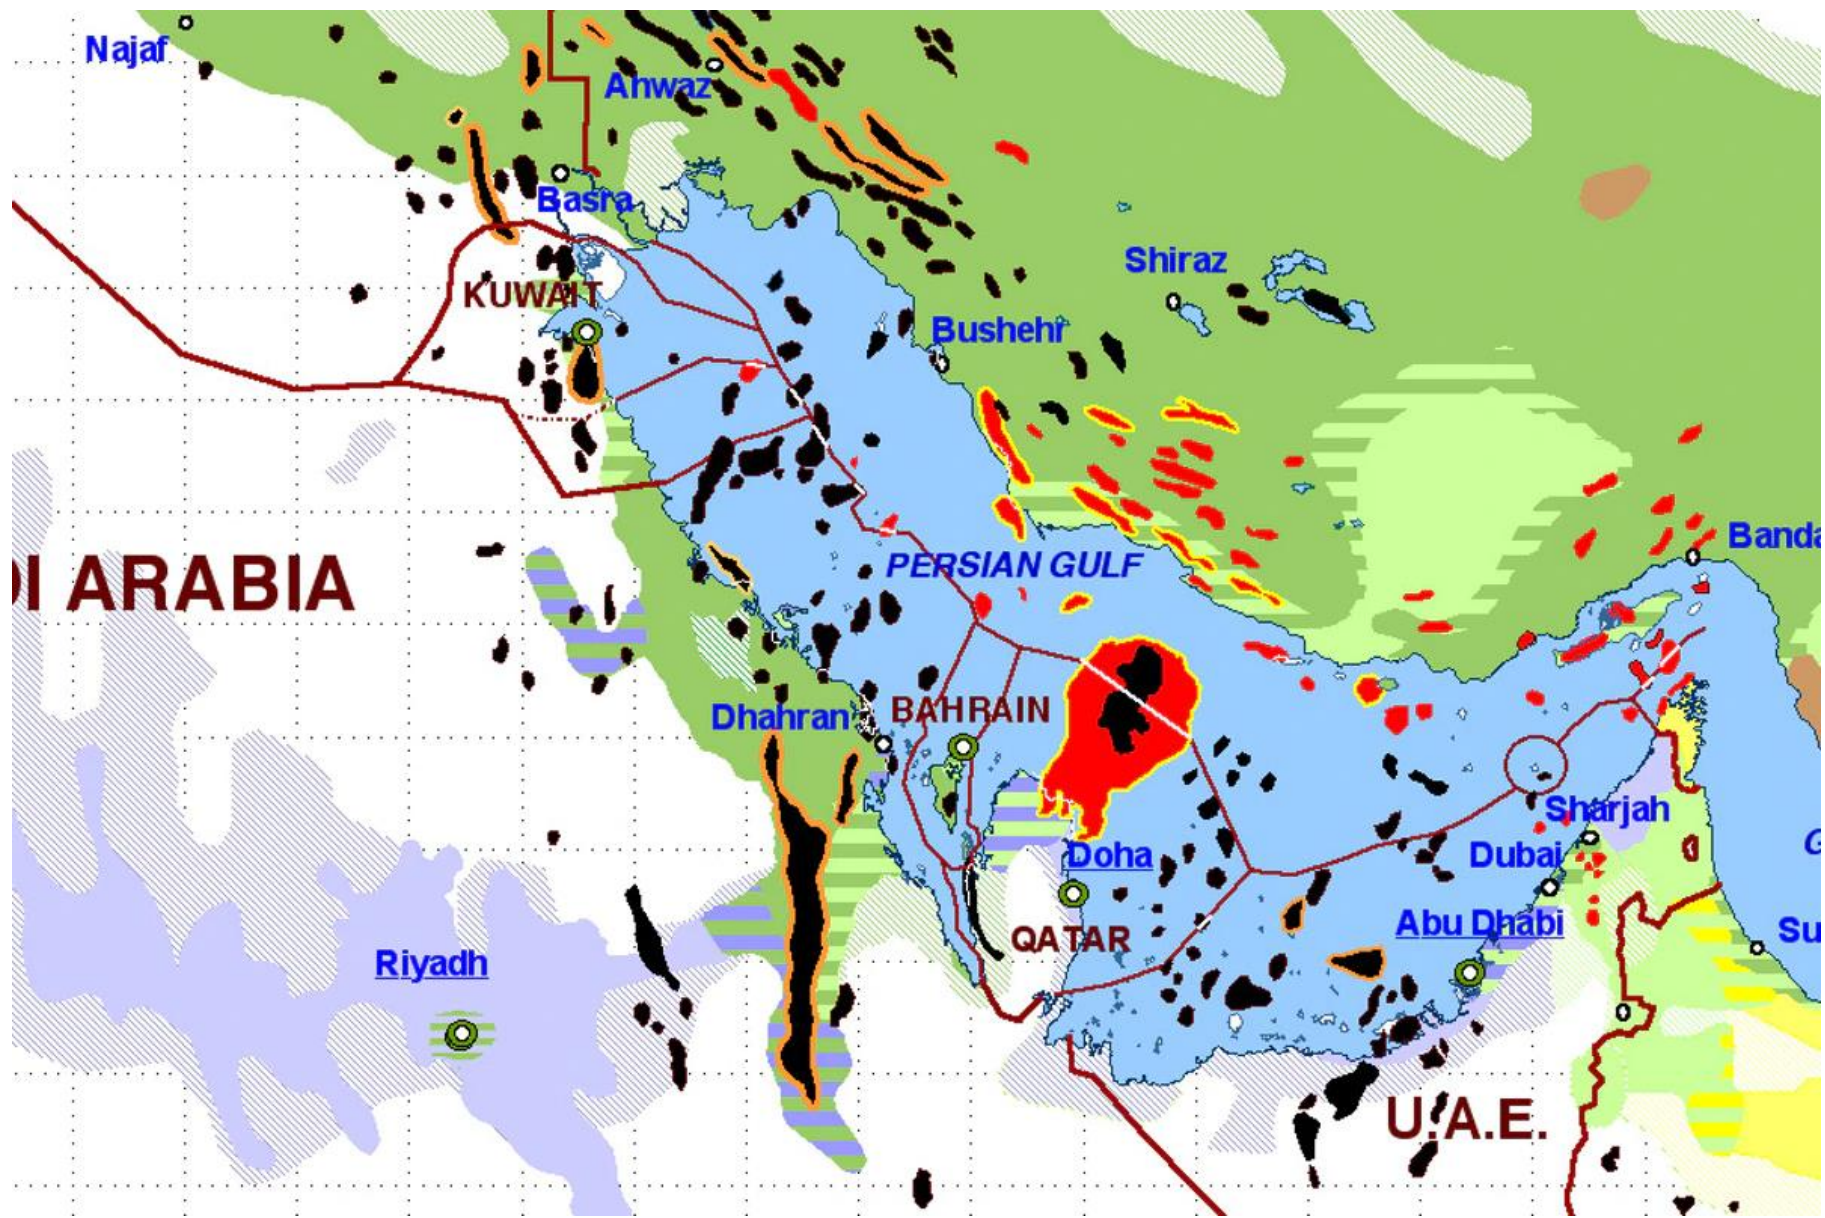 Najaf
Ahwaz
Basra
Shiraz
KUWAIT
Bushehr
Banda
PERSIAN GULF
DI ARABIA
Dhahran
BAHRAIN
Sharjah
Doha
Dubai
G
Abu Dhabi
Su
QATAR
Riyadh
U.A.E.